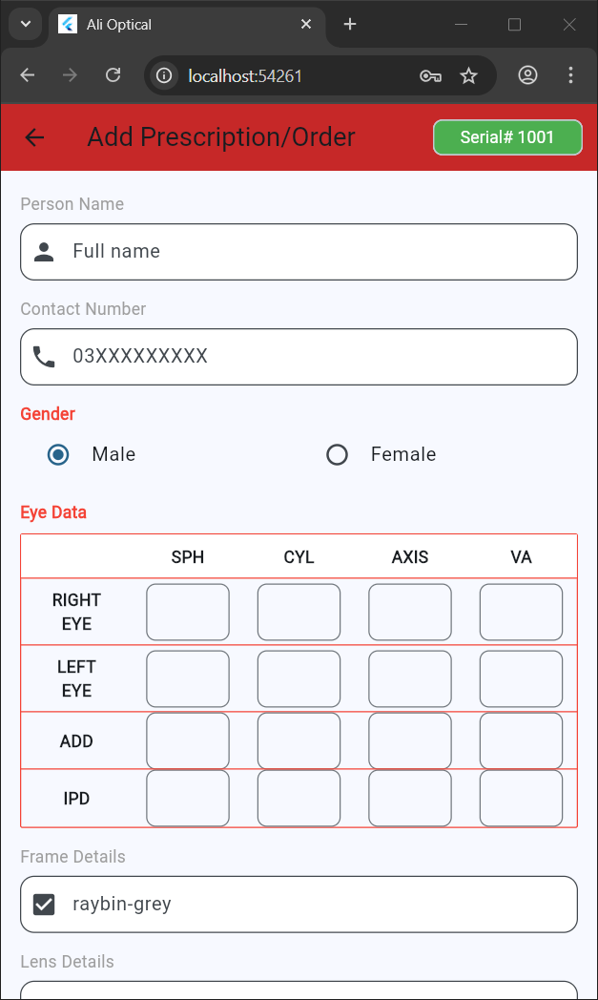 Ali Optical
localhost:54261
Add Prescription/Order
Serial# 1001
Person Name
Full name
Contact Number
03XXXXXXXXX
Gender
Male Female
Eye Data
SPH CYL AXIS VA
RIGHT
EYE
LEFT
EYE
ADD
IPD
Frame Details
raybin-grey
Lens Details